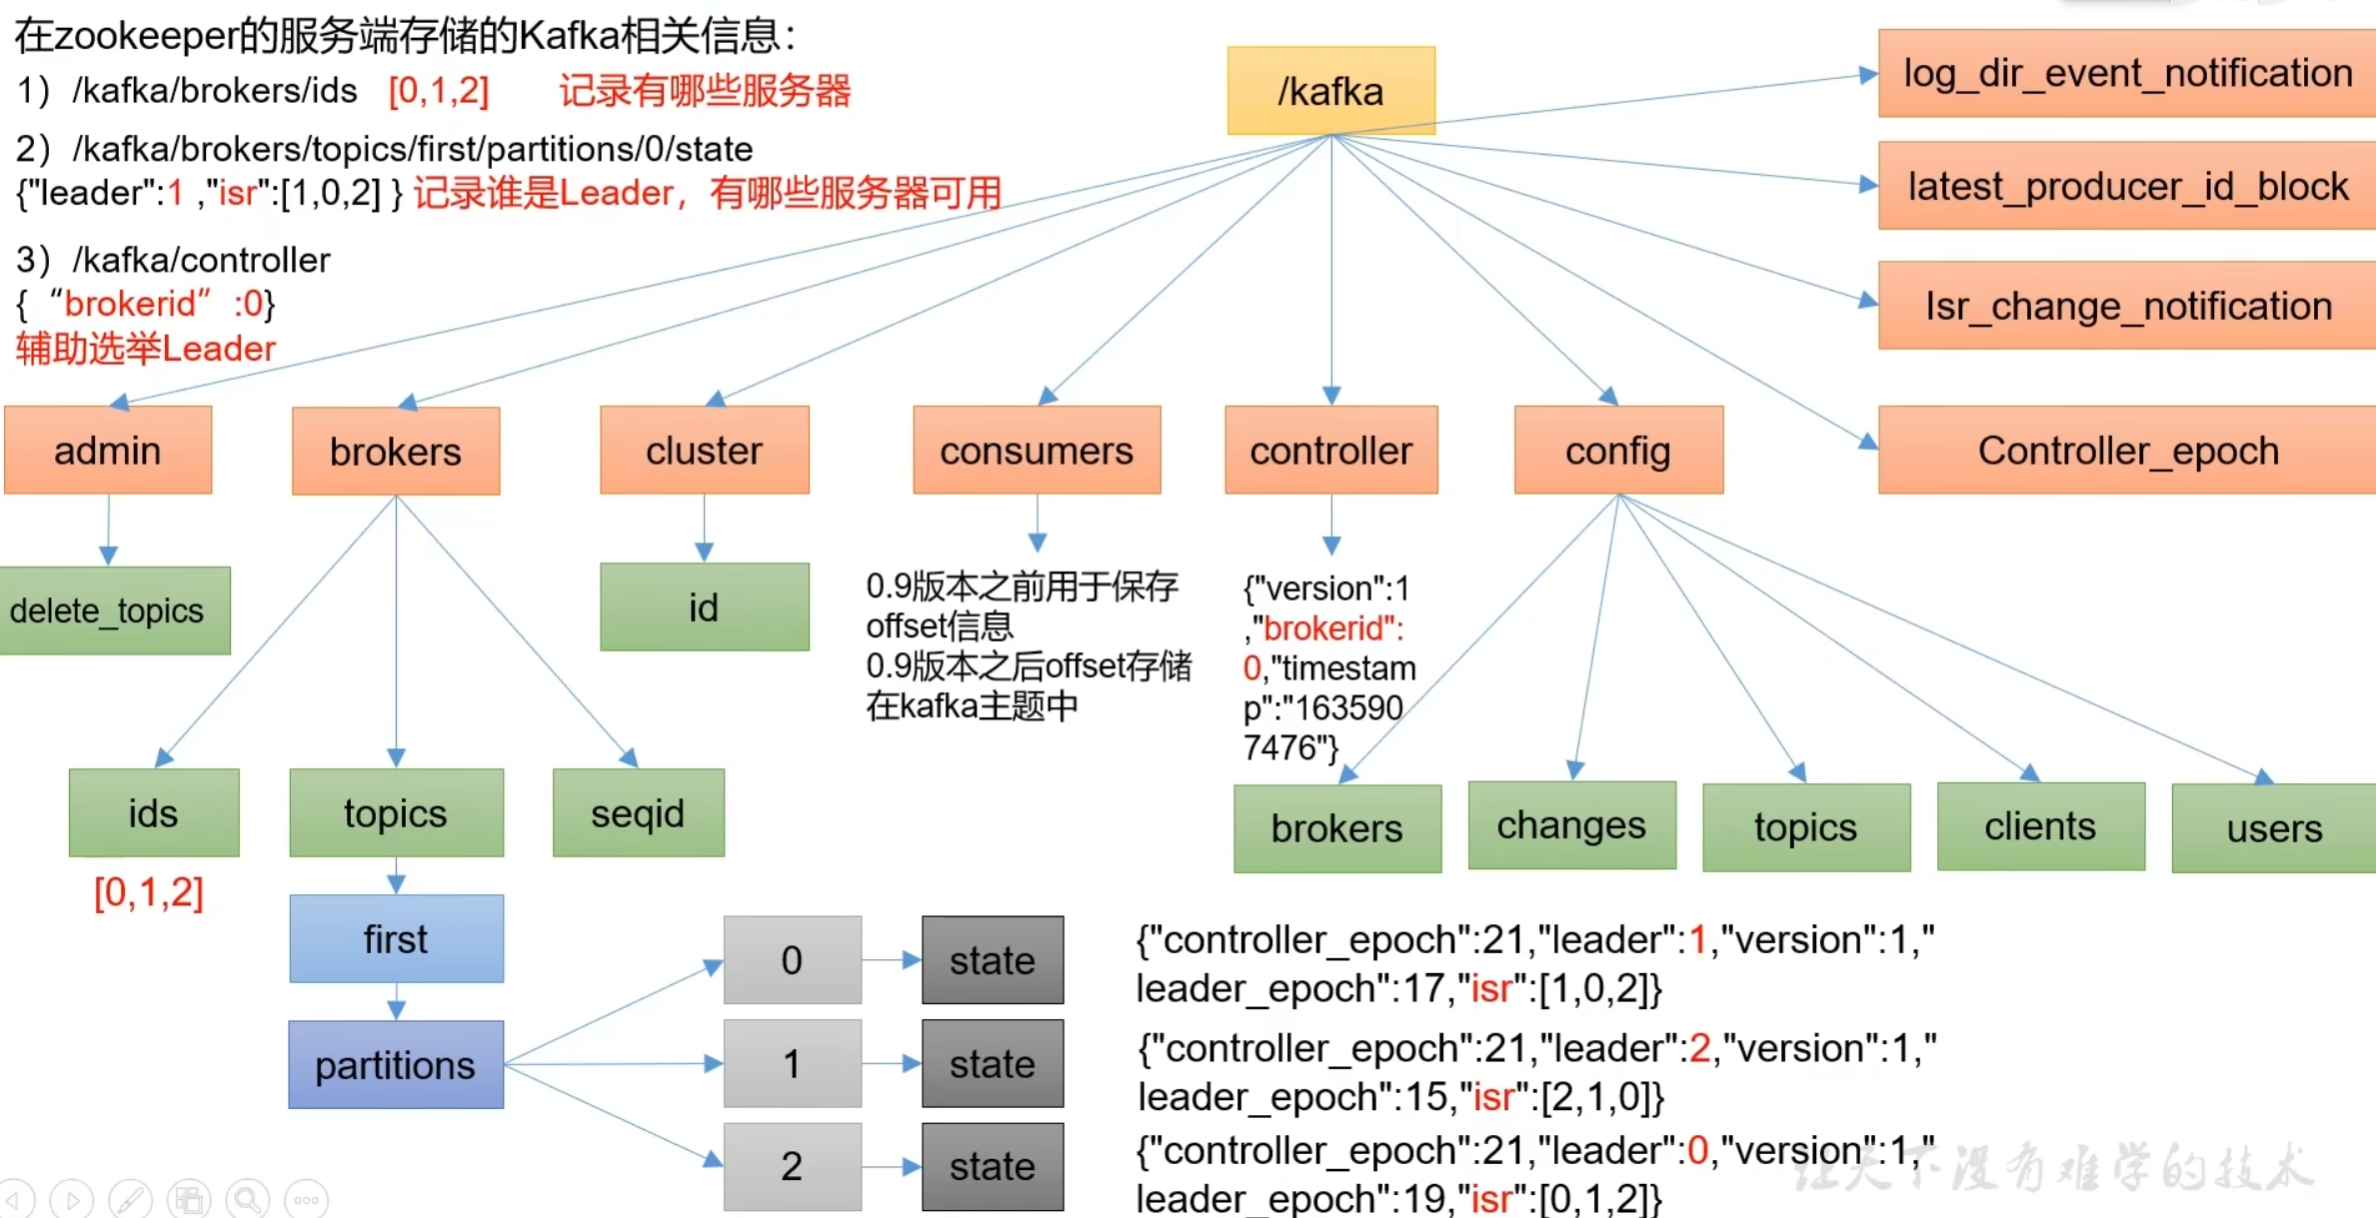 在zookeeper的服务端存储的Kafka相关信息：
1）/kafka/brokers/ids [0,1,2] 记录有哪些服务器
2）/kafka/brokers/topics/first/partitions/0/state
{"leader":1 ,"isr":[1,0,2] } 记录谁是Leader，有哪些服务器可用
3）/kafka/controller
{ “brokerid” :0}
辅助选举Leader
/kafka
log_dir_event_notification
latest_producer_id_block
Isr_change_notification
Controller_epoch
admin
brokers
cluster
consumers
controller
config
delete_topics
id
0.9版本之前用于保存
offset信息
0.9版本之后offset存储
在kafka主题中
{"version":1
,"brokerid":
0,"timestam
p":"163590
7476"}
ids
topics
seqid
brokers
changes
topics
clients
users
[0,1,2]
first
partitions
0
state
1
state
2
state
{"controller_epoch":21,"leader":1,"version":1,"
leader_epoch":17,"isr":[1,0,2]}
{"controller_epoch":21,"leader":2,"version":1,"
leader_epoch":15,"isr":[2,1,0]}
{"controller_epoch":21,"leader":0,"version":1,"
leader_epoch":19,"isr":[0,1,2]}
让天下没有难学的技术